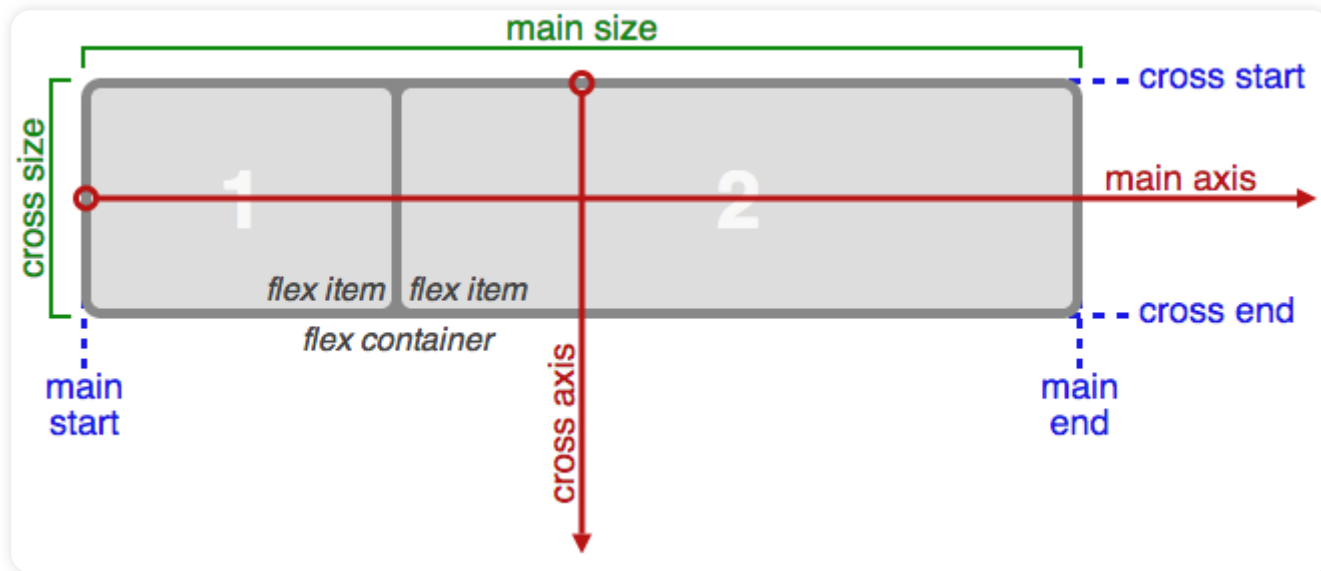 main size
cross start
cross size
1
2
main axis
flex item
flex item
cross end
flex container
main
start
cross axis
main
end